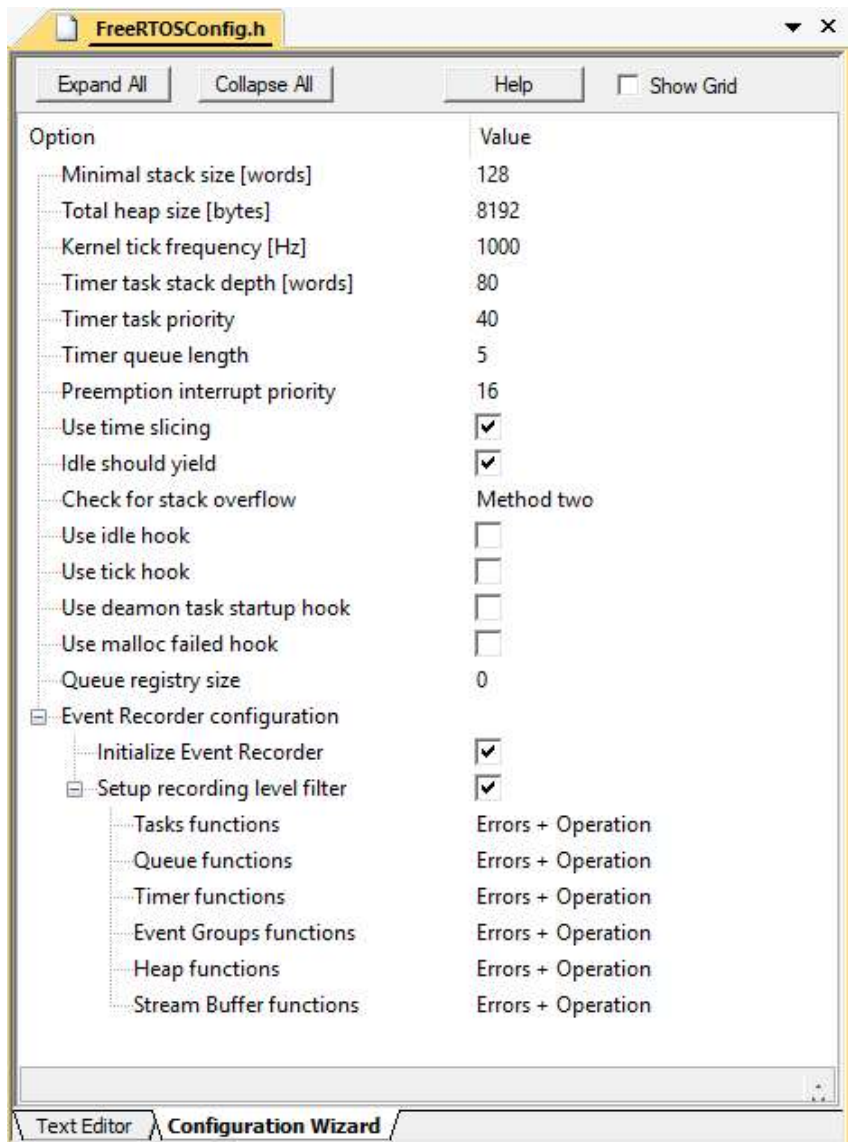 FreeRTOSConfig.h
Expand All Collapse All Help Show Grid
Option Value
Minimal stack size [words] 128
Total heap size [bytes] 8192
Kernel tick frequency [Hz] 1000
Timer task stack depth [words] 80
Timer task priority 40
Timer queue length 5
Preemption interrupt priority 16
Use time slicing
Idle should yield
Check for stack overflow Method two
Use idle hook
Use tick hook
Use deamon task startup hook
Use malloc failed hook
Queue registry size 0
Event Recorder configuration
Initialize Event Recorder
Setup recording level filter
Tasks functions Errors + Operation
Queue functions Errors + Operation
Timer functions Errors + Operation
Event Groups functions Errors + Operation
Heap functions Errors + Operation
Stream Buffer functions Errors + Operation
Text Editor Configuration Wizard